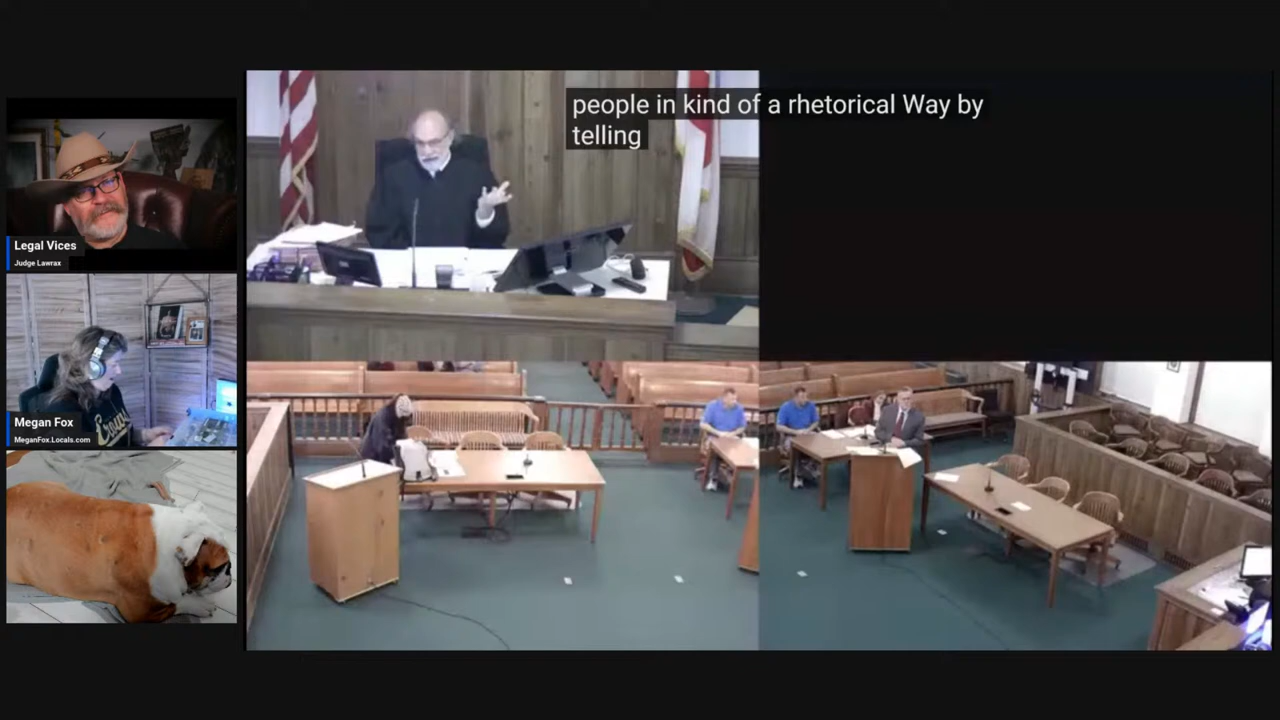 people in kind of a rhetorical Way by
telling
Legal Vices
Judge Lawrax
Megan Fox
MeganFox.Locals.com